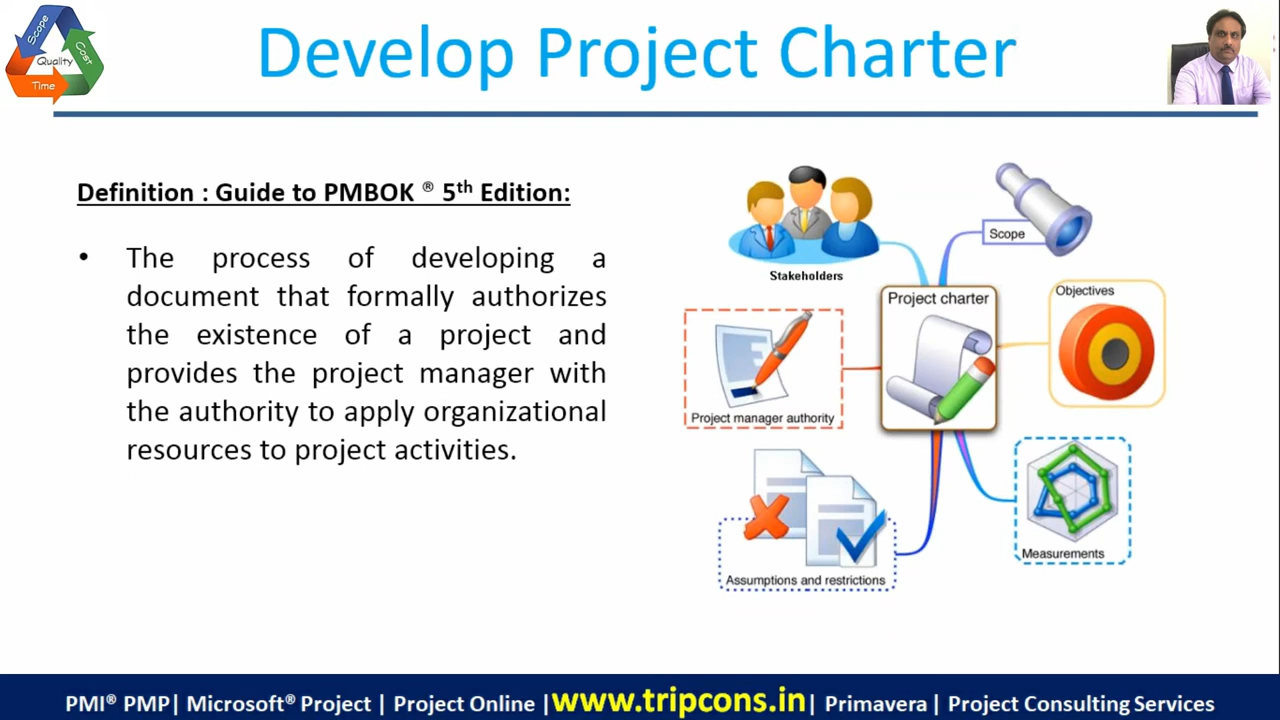 Scope
Cost
Quality
Time
Develop Project Charter
Definition : Guide to PMBOK ® 5th Edition:
• The process of developing a
document that formally authorizes
the existence of a project and
provides the project manager with
the authority to apply organizational
resources to project activities.
Stakeholders
Scope
Project charter
Objectives
Project manager authority
Measurements
Assumptions and restrictions
PMI® PMP| Microsoft® Project | Project Online |www.tripcons.in| Primavera | Project Consulting Services